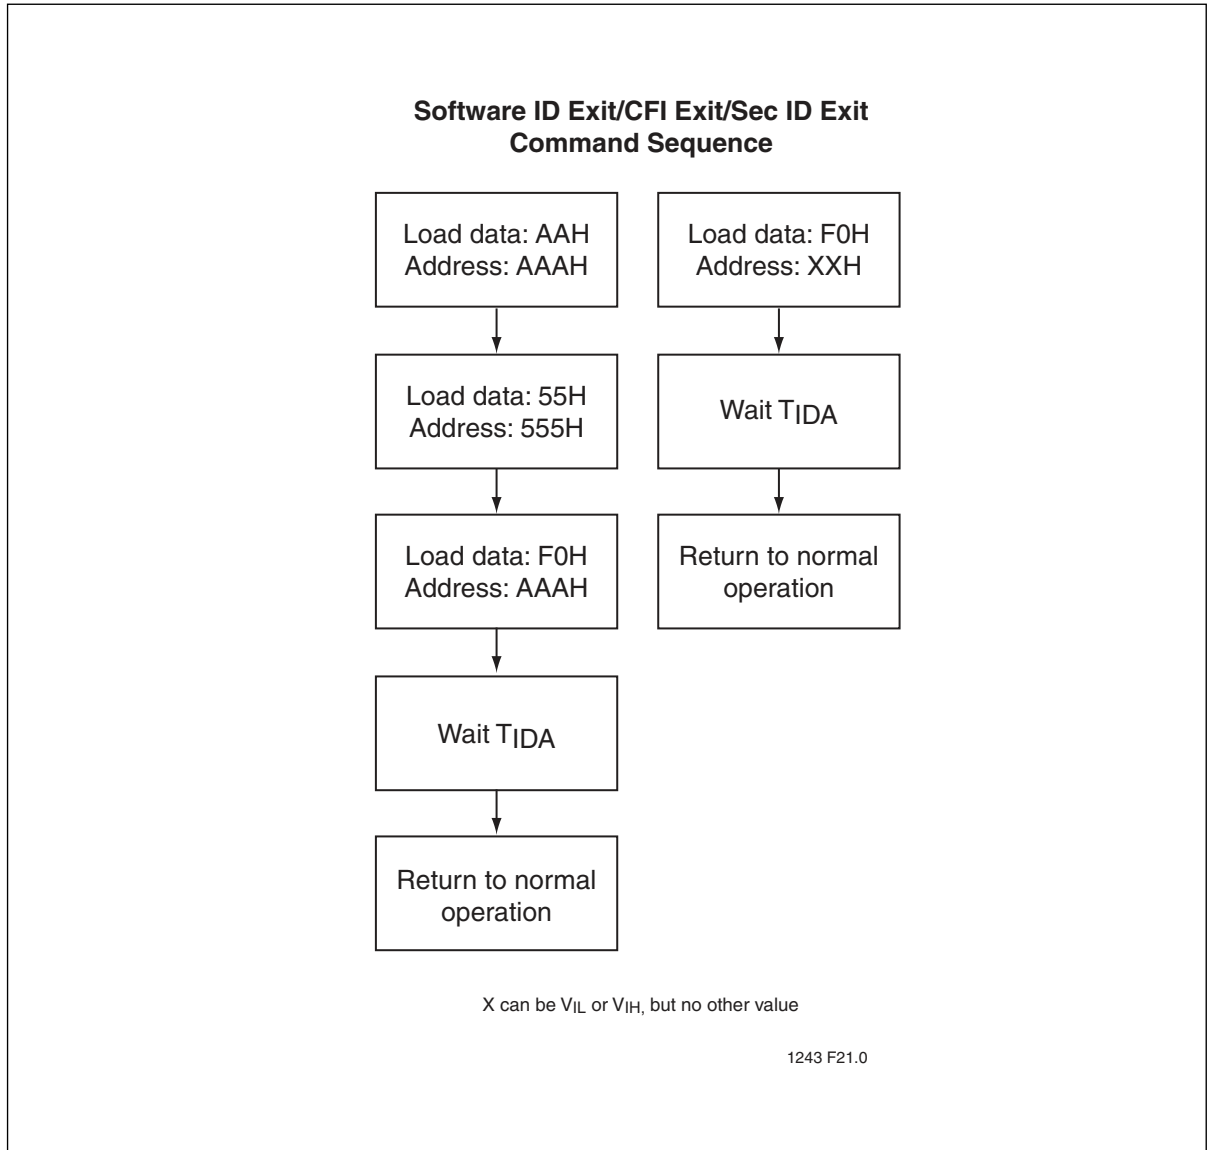 Software ID Exit/CFI Exit/Sec ID Exit
Command Sequence
Load data: AAH
Address: AAAH
Load data: 55H
Address: 555H
Load data: F0H
Address: AAAH
Wait TIDA
Return to normal
operation
Load data: F0H
Address: XXH
Wait TIDA
Return to normal
operation
X can be VIL or VIH, but no other value
1243 F21.0